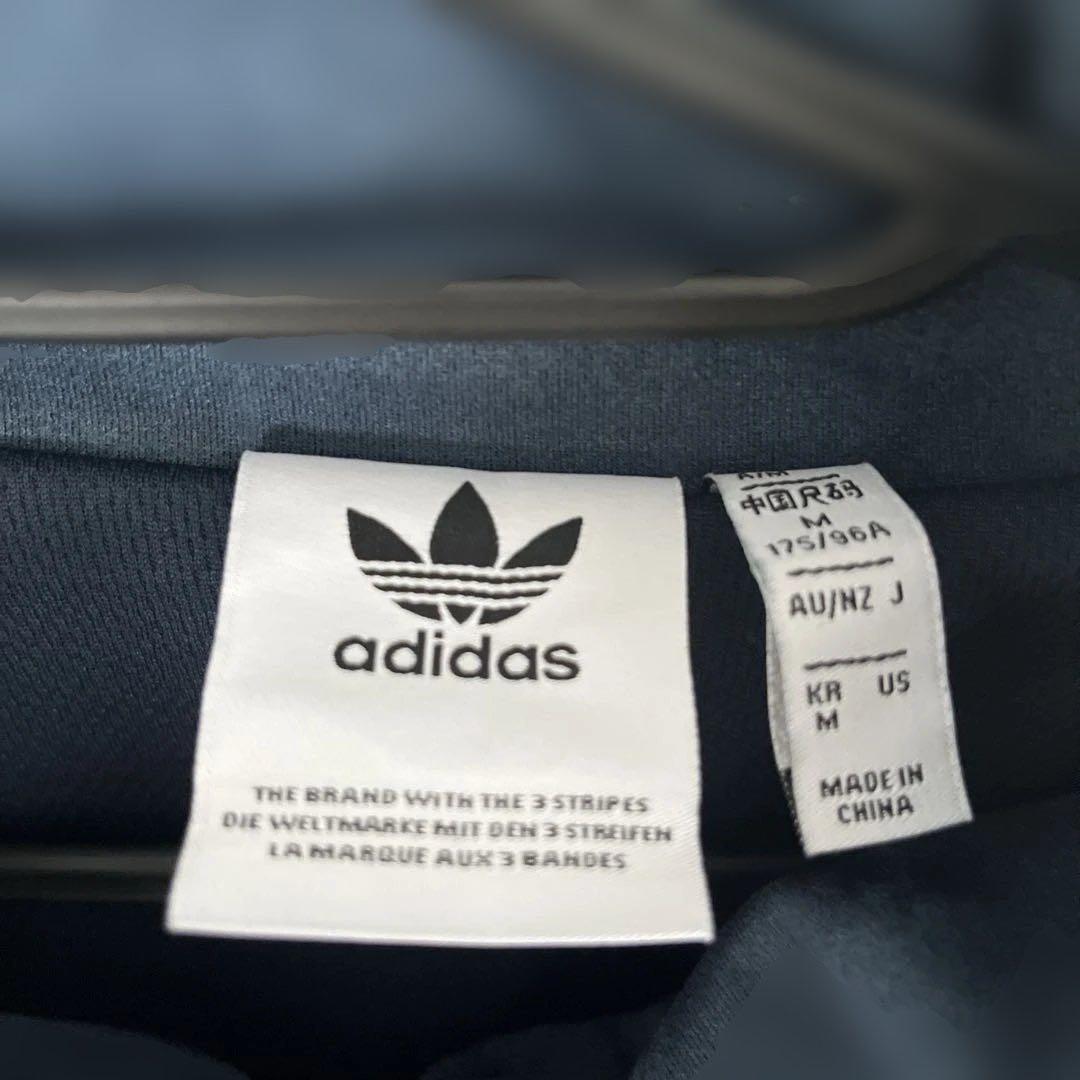 adidas
THE BRAND WITH THE 3 STRIPES
DIE WELTMARKE MIT DEN 3 STREIFEN
LA MARQUE AUX 3 BANDES
A/M
中国尺码
M
175/96A
AU/NZ J
KR US
M
MADE IN
CHINA